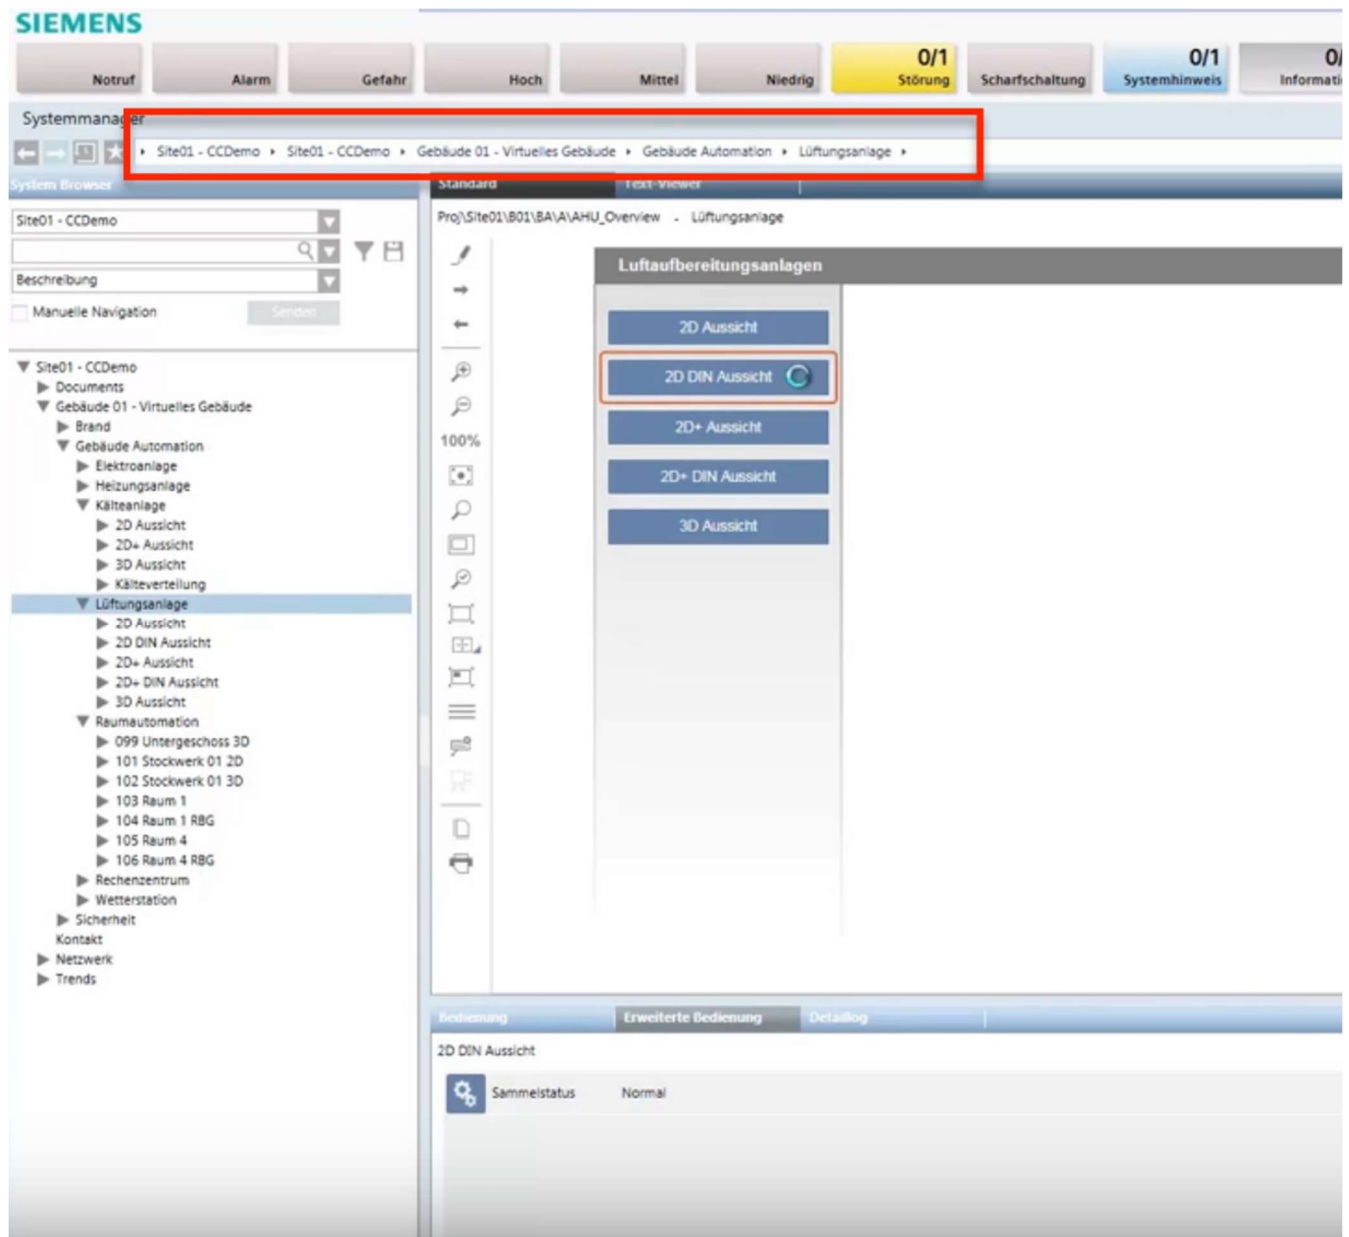 SIEMENS
Notruf
Alarm
Gefahr
Hoch
Mittel
Niedrig
0/1
Störung
Scharfschaltung
0/1
Systemhinweis
Systemmanager
Site01 - CCDemo
Site01 - CCDemo
Gebäude 01 - Virtuelles Gebäude
Gebäude Automation
Lüftungsanlage
System Browser
Site01 - CCDemo
Beschreibung
Manuelle Navigation
Senden
Site01 - CCDemo
Documents
Gebäude 01 - Virtuelles Gebäude
Brand
Gebäude Automation
Elektroanlage
Heizungsanlage
Kälteanlage
2D Aussicht
2D+ Aussicht
3D Aussicht
Kälteverteilung
Lüftungsanlage
2D Aussicht
2D DIN Aussicht
2D+ Aussicht
2D+ DIN Aussicht
3D Aussicht
Raumautomation
099 Untergeschoss 3D
101 Stockwerk 01 2D
102 Stockwerk 01 3D
103 Raum 1
104 Raum 1 RBG
105 Raum 4
106 Raum 4 RBG
Rechenzentrum
Wetterstation
Sicherheit
Kontakt
Netzwerk
Trends
Standard
Text-Viewer
Proj\Site01\B01\BA\A\AHU_Overview - Lüftungsanlage
100%
Luftaufbereitungsanlagen
2D Aussicht
2D DIN Aussicht
2D+ Aussicht
2D+ DIN Aussicht
3D Aussicht
Bedienung
Erweiterte Bedienung
Detaillog
2D DIN Aussicht
Sammelstatus Normal